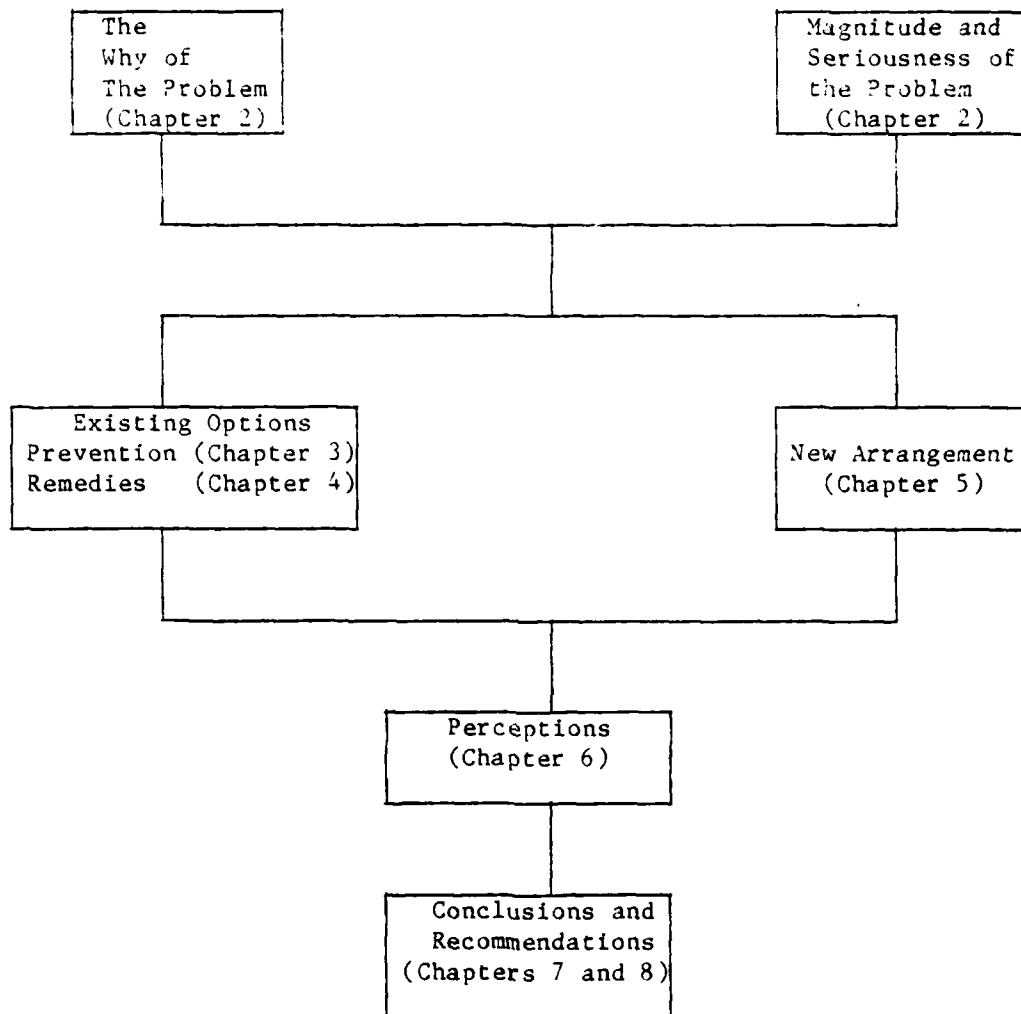 The
Why of
The Problem
(Chapter 2)
Magnitude and
Seriousness of
the Problem
(Chapter 2)
Existing Options
Prevention (Chapter 3)
Remedies (Chapter 4)
New Arrangement
(Chapter 5)
Perceptions
(Chapter 6)
Conclusions and
Recommendations
(Chapters 7 and 8)